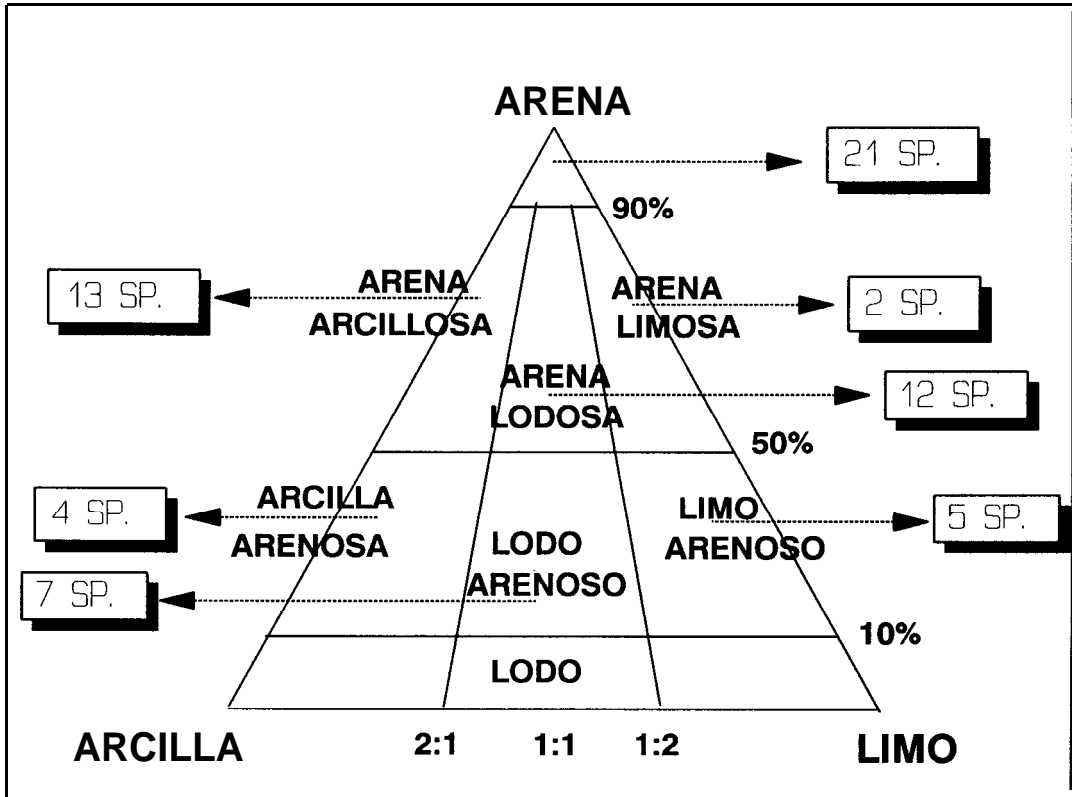 ARENA
21 SP.
90%
13 SP.
ARENA
ARCILLOSA
ARENA
LIMOSA
2 SP.
ARENA
LODOSA
12 SP.
50%
4 SP.
ARCILLA
ARENOSA
LIMO
ARENOSO
5 SP.
LODO
ARENOSO
7 SP.
10%
LODO
ARCILLA
2:1
1:1
1:2
LIMO